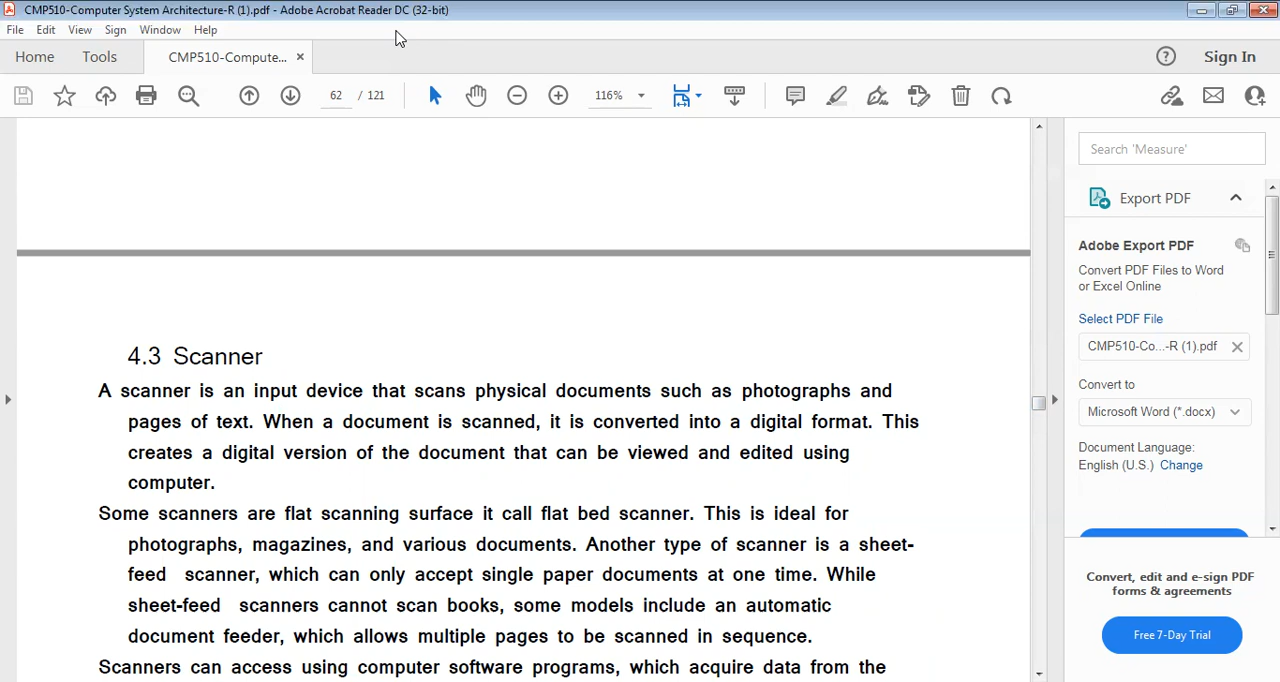 CMP510-Computer System Architecture-R (1).pdf - Adobe Acrobat Reader DC (32-bit)
File Edit View Sign Window Help
Home Tools CMP510-Compute... × Sign In
62 / 121 116%
Search 'Measure'
Export PDF
Adobe Export PDF
Convert PDF Files to Word
or Excel Online
Select PDF File
CMP510-Co...-R (1).pdf
Convert to
Microsoft Word (*.docx)
Document Language:
English (U.S.) Change
Convert, edit and e-sign PDF
forms & agreements
Free 7-Day Trial
4.3 Scanner
A scanner is an input device that scans physical documents such as photographs and
pages of text. When a document is scanned, it is converted into a digital format. This
creates a digital version of the document that can be viewed and edited using
computer.
Some scanners are flat scanning surface it call flat bed scanner. This is ideal for
photographs, magazines, and various documents. Another type of scanner is a sheet-
feed scanner, which can only accept single paper documents at one time. While
sheet-feed scanners cannot scan books, some models include an automatic
document feeder, which allows multiple pages to be scanned in sequence.
Scanners can access using computer software programs, which acquire data from the